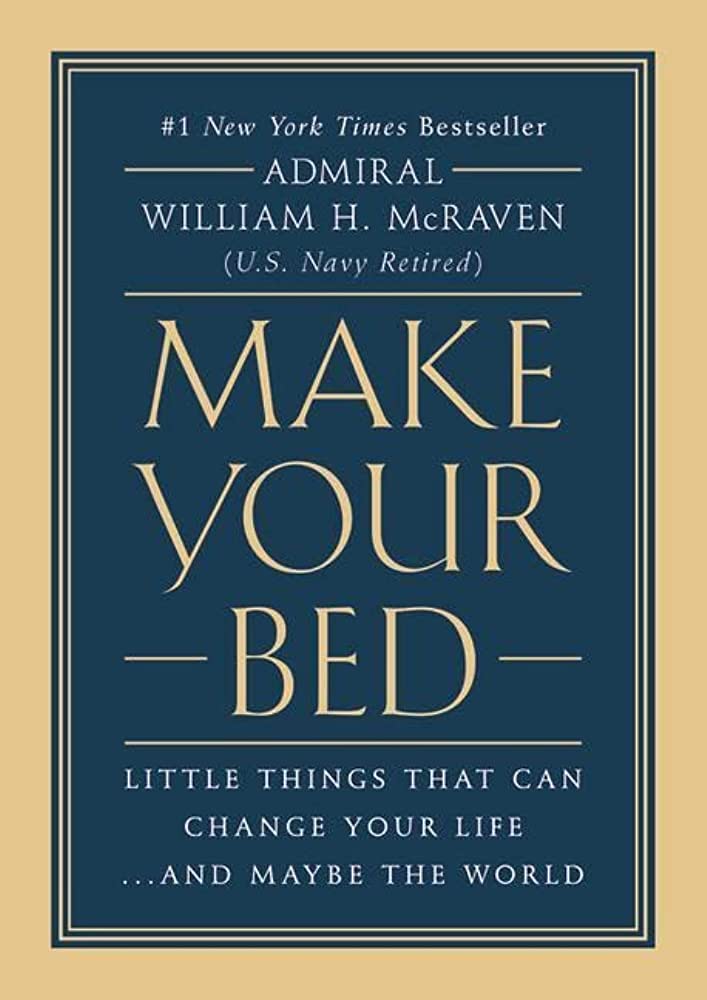 #1 New York Times Bestseller
ADMIRAL
WILLIAM H. McRAVEN
(U.S. Navy Retired)
MAKE
YOUR
BED
LITTLE THINGS THAT CAN
CHANGE YOUR LIFE
...AND MAYBE THE WORLD